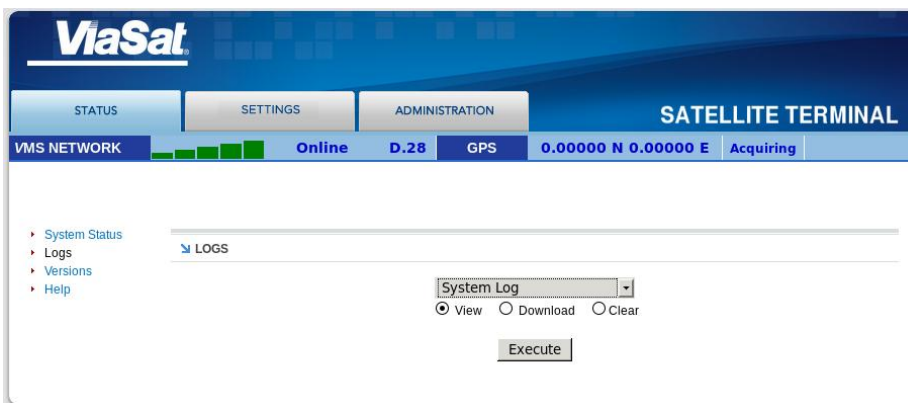 ViaSat®
STATUS SETTINGS ADMINISTRATION SATELLITE TERMINAL
VMS NETWORK Online D.28 GPS 0.00000 N 0.00000 E Acquiring
System Status
Logs
Versions
Help
LOGS
System Log
View Download Clear
Execute